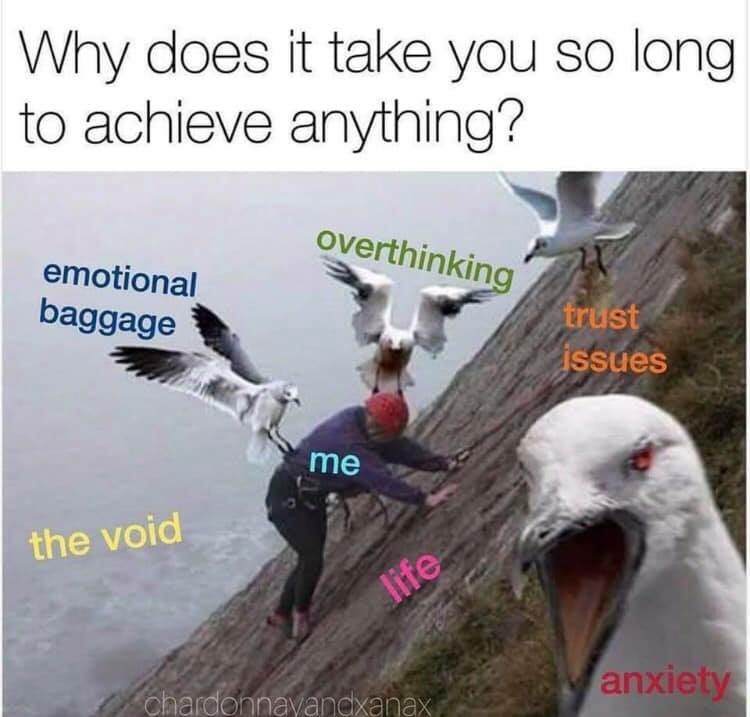 Why does it take you so long
to achieve anything?
overthinking
emotional
baggage
trust
issues
me
the void
life
anxiety
chardonnayandxanax